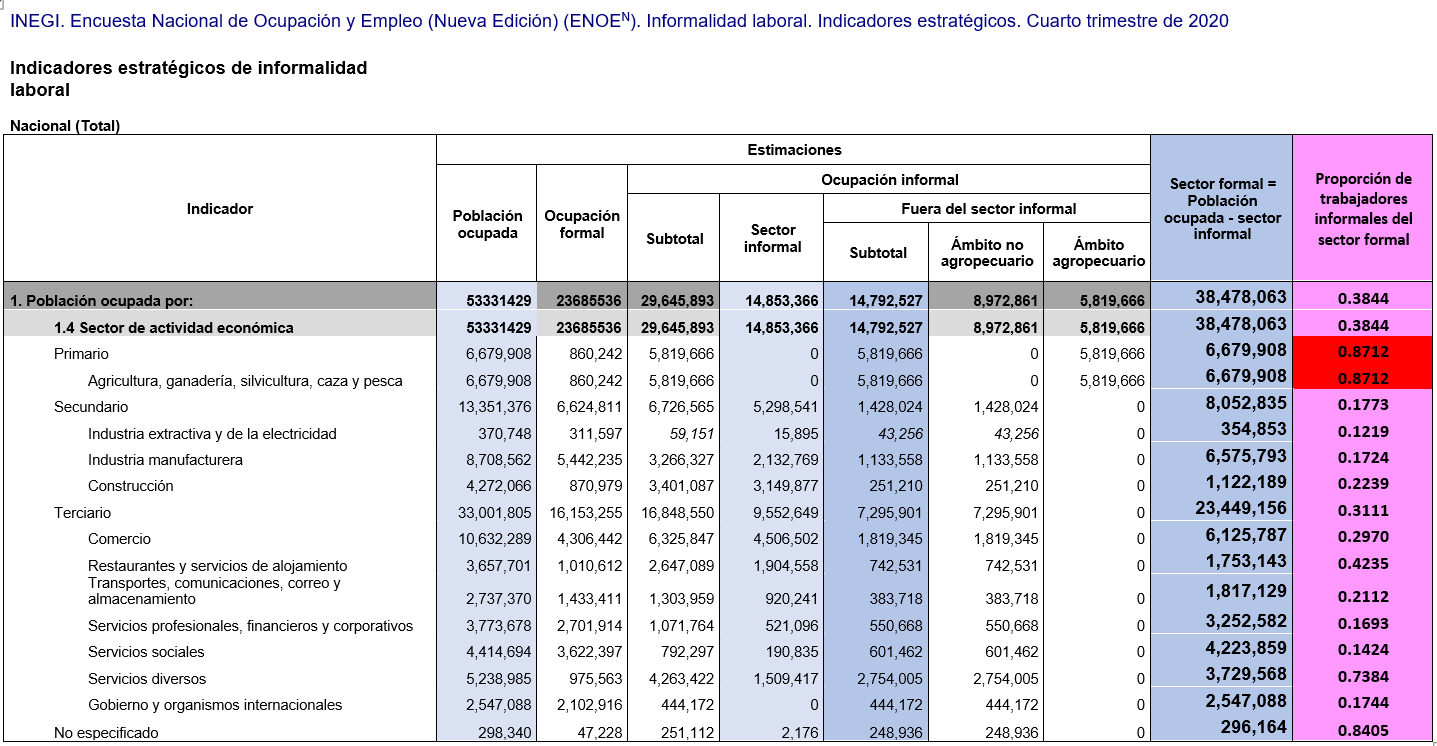 INEGI. Encuesta Nacional de Ocupación y Empleo (Nueva Edición) (ENOEᴺ). Informalidad laboral. Indicadores estratégicos. Cuarto trimestre de 2020
Indicadores estratégicos de informalidad
laboral
Nacional (Total)
Indicador
Estimaciones
Población
ocupada
Ocupación
formal
Ocupación informal
Subtotal
Sector
informal
Fuera del sector informal
Subtotal
Ámbito no
agropecuario
Ámbito
agropecuario
Sector formal =
Población
ocupada - sector
informal
Proporción de
trabajadores
informales del
sector formal
1. Población ocupada por: 53331429 23685536 29,645,893 14,853,366 14,792,527 8,972,861 5,819,666 38,478,063 0.3844
1.4 Sector de actividad económica 53331429 23685536 29,645,893 14,853,366 14,792,527 8,972,861 5,819,666 38,478,063 0.3844
Primario 6,679,908 860,242 5,819,666 0 5,819,666 0 5,819,666 6,679,908 0.8712
Agricultura, ganadería, silvicultura, caza y pesca 6,679,908 860,242 5,819,666 0 5,819,666 0 5,819,666 6,679,908 0.8712
Secundario 13,351,376 6,624,811 6,726,565 5,298,541 1,428,024 1,428,024 0 8,052,835 0.1773
Industria extractiva y de la electricidad 370,748 311,597 59,151 15,895 43,256 43,256 0 354,853 0.1219
Industria manufacturera 8,708,562 5,442,235 3,266,327 2,132,769 1,133,558 1,133,558 0 6,575,793 0.1724
Construcción 4,272,066 870,979 3,401,087 3,149,877 251,210 251,210 0 1,122,189 0.2239
Terciario 33,001,805 16,153,255 16,848,550 9,552,649 7,295,901 7,295,901 0 23,449,156 0.3111
Comercio 10,632,289 4,306,442 6,325,847 4,506,502 1,819,345 1,819,345 0 6,125,787 0.2970
Restaurantes y servicios de alojamiento 3,657,701 1,010,612 2,647,089 1,904,558 742,531 742,531 0 1,753,143 0.4235
Transportes, comunicaciones, correo y
almacenamiento 2,737,370 1,433,411 1,303,959 920,241 383,718 383,718 0 1,817,129 0.2112
Servicios profesionales, financieros y corporativos 3,773,678 2,701,914 1,071,764 521,096 550,668 550,668 0 3,252,582 0.1693
Servicios sociales 4,414,694 3,622,397 792,297 190,835 601,462 601,462 0 4,223,859 0.1424
Servicios diversos 5,238,985 975,563 4,263,422 1,509,417 2,754,005 2,754,005 0 3,729,568 0.7384
Gobierno y organismos internacionales 2,547,088 2,102,916 444,172 0 444,172 444,172 0 2,547,088 0.1744
No especificado 298,340 47,228 251,112 2,176 248,936 248,936 0 296,164 0.8405